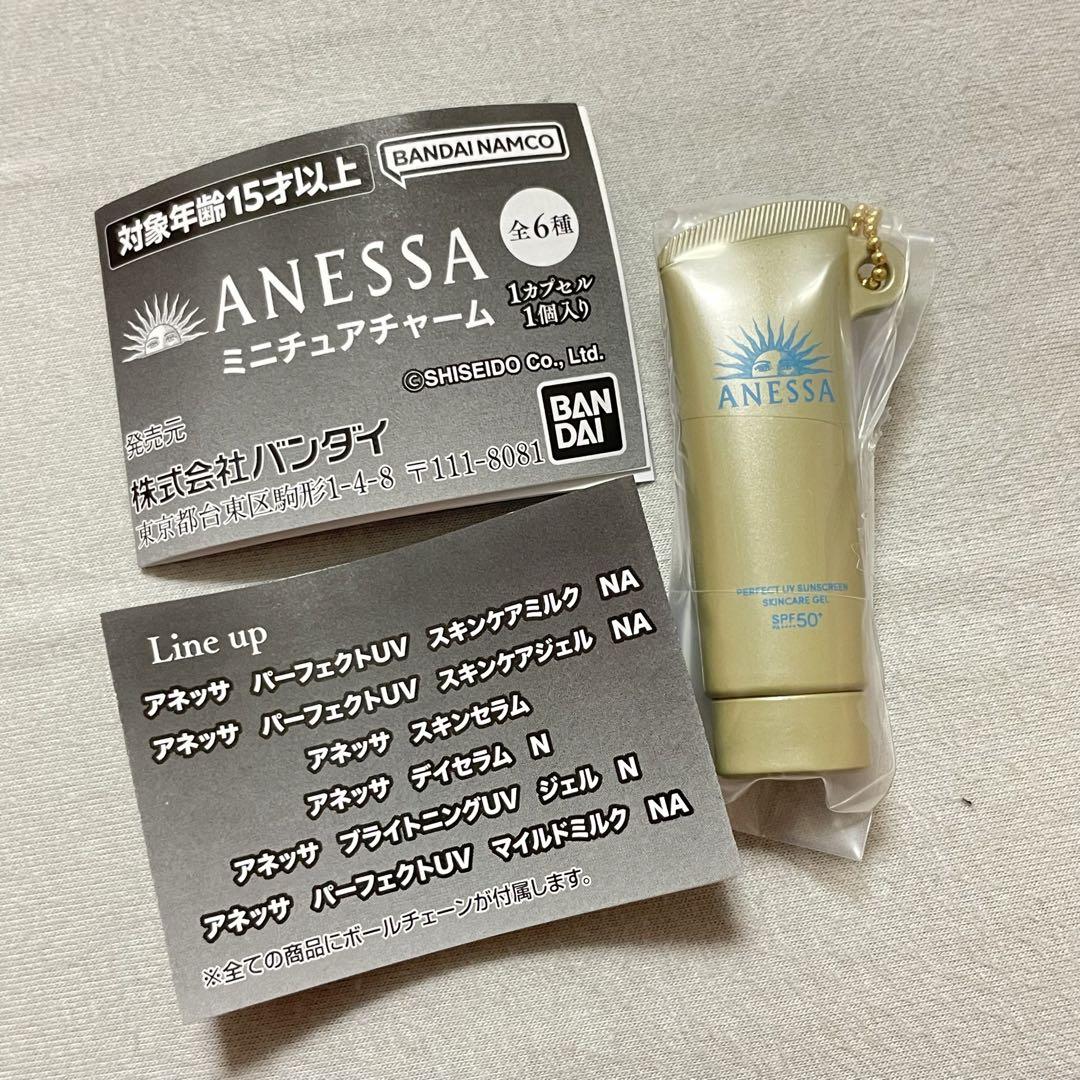 対象年齢15才以上
BANDAI NAMCO
ANESSA
全6種
ミニチュアチャーム
1カプセル
1個入り
©SHISEIDO Co., Ltd.
発売元
株式会社バンダイ
BAN
DAI
東京都台東区駒形1-4-8 〒111-8081
Line up
アネッサ パーフェクトUV スキンケアミルク NA
アネッサ パーフェクトUV スキンケアジェル NA
アネッサ スキンセラム
アネッサ デイセラム N
アネッサ ブライトニングUV ジェル N
アネッサ パーフェクトUV マイルドミルク NA
※全ての商品にボールチェーンが付属します。
ANESSA
PERFECT UV SUNSCREEN
SKINCARE GEL
SPF50+
PA++++